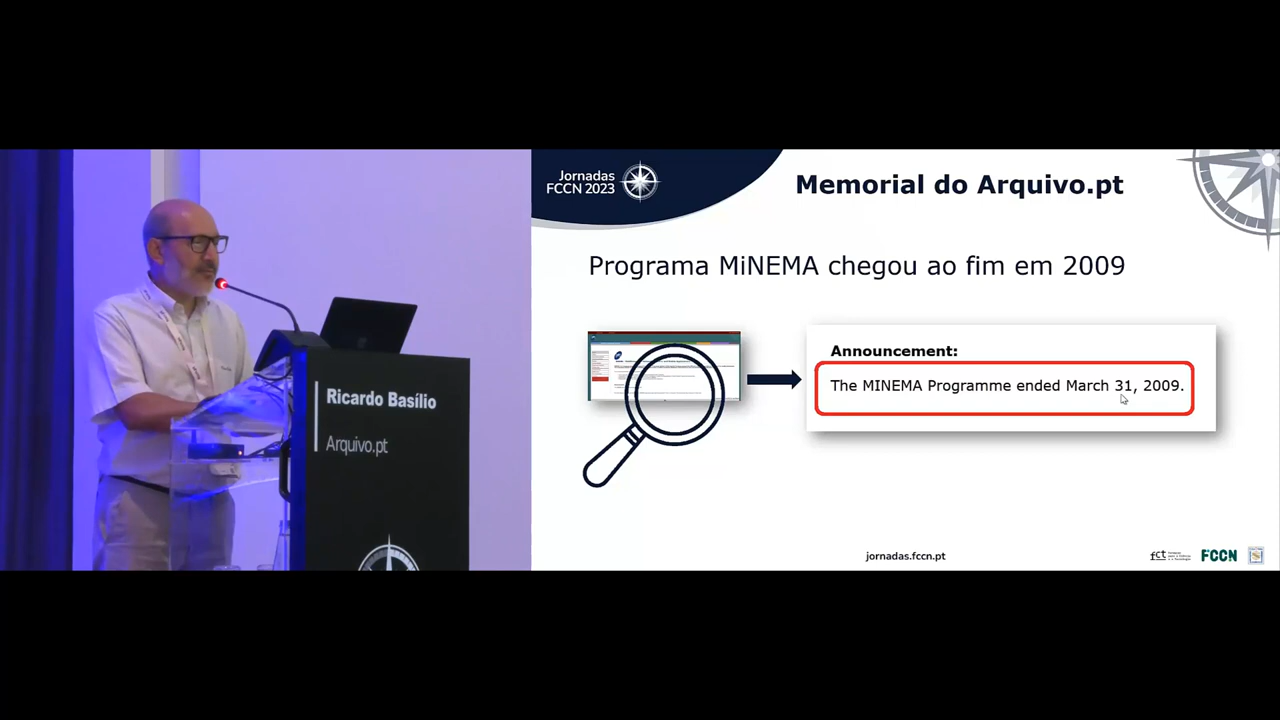 Jornadas
FCCN 2023
Memorial do Arquivo.pt
Programa MiNEMA chegou ao fim em 2009
Announcement:
The MINEMA Programme ended March 31, 2009.
Ricardo Basílio
Arquivo.pt
jornadas.fccn.pt
fct
FCCN